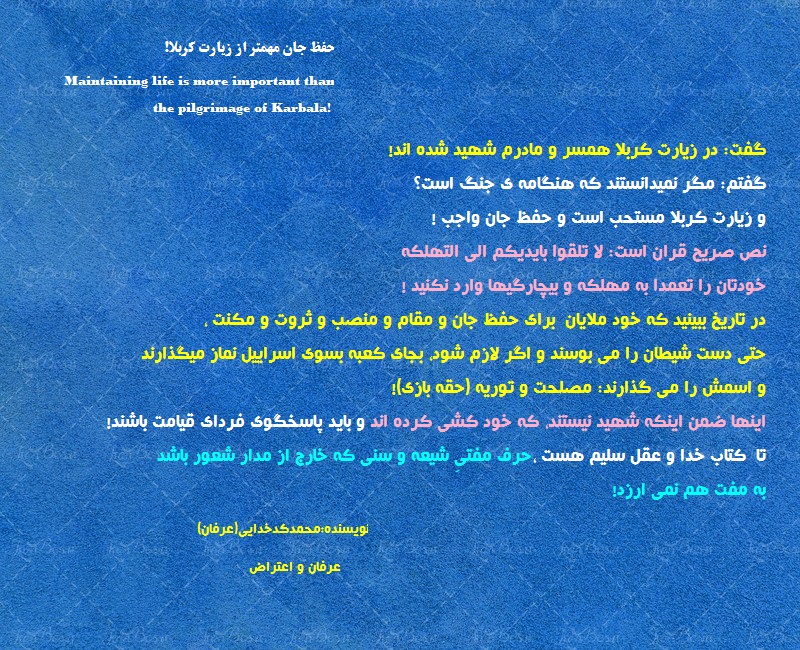 حفظ جان مهمتر از زیارت کربلا!
Maintaining life is more important than
the pilgrimage of Karbala!
گفت: در زیارت کربلا همسر و مادرم شهید شده اند!
گفتم: مگر نمیدانستند که هنگامه ی جنگ است؟
و زیارت کربلا مستحب است و حفظ جان واجب !
نص صریح قران است: لا تلقوا بایدیکم الی التهلکه
خودتان را تعمدا به مهلکه و بیچارگیها وارد نکنید !
در تاریخ ببینید که خود ملایان برای حفظ جان و مقام و منصب و ثروت و مکنت ،
حتی دست شیطان را می بوسند و اگر لازم شود، بجای کعبه بسوی اسراییل نماز میگذارند
و اسمش را می گذارند: مصلحت و توریه (حقه بازی)!
اینها ضمن اینکه شهید نیستند، که خود کشی کرده اند و باید پاسخگوی فردای قیامت باشند!
تا کتاب خدا و عقل سلیم هست ،حرف مفتیِ شیعه و سنی که خارج از مدار شعور باشد
به مفت هم نمی ارزد!
نویسنده:محمدکدخدایی(عرفان)
عرفان و اعتراض